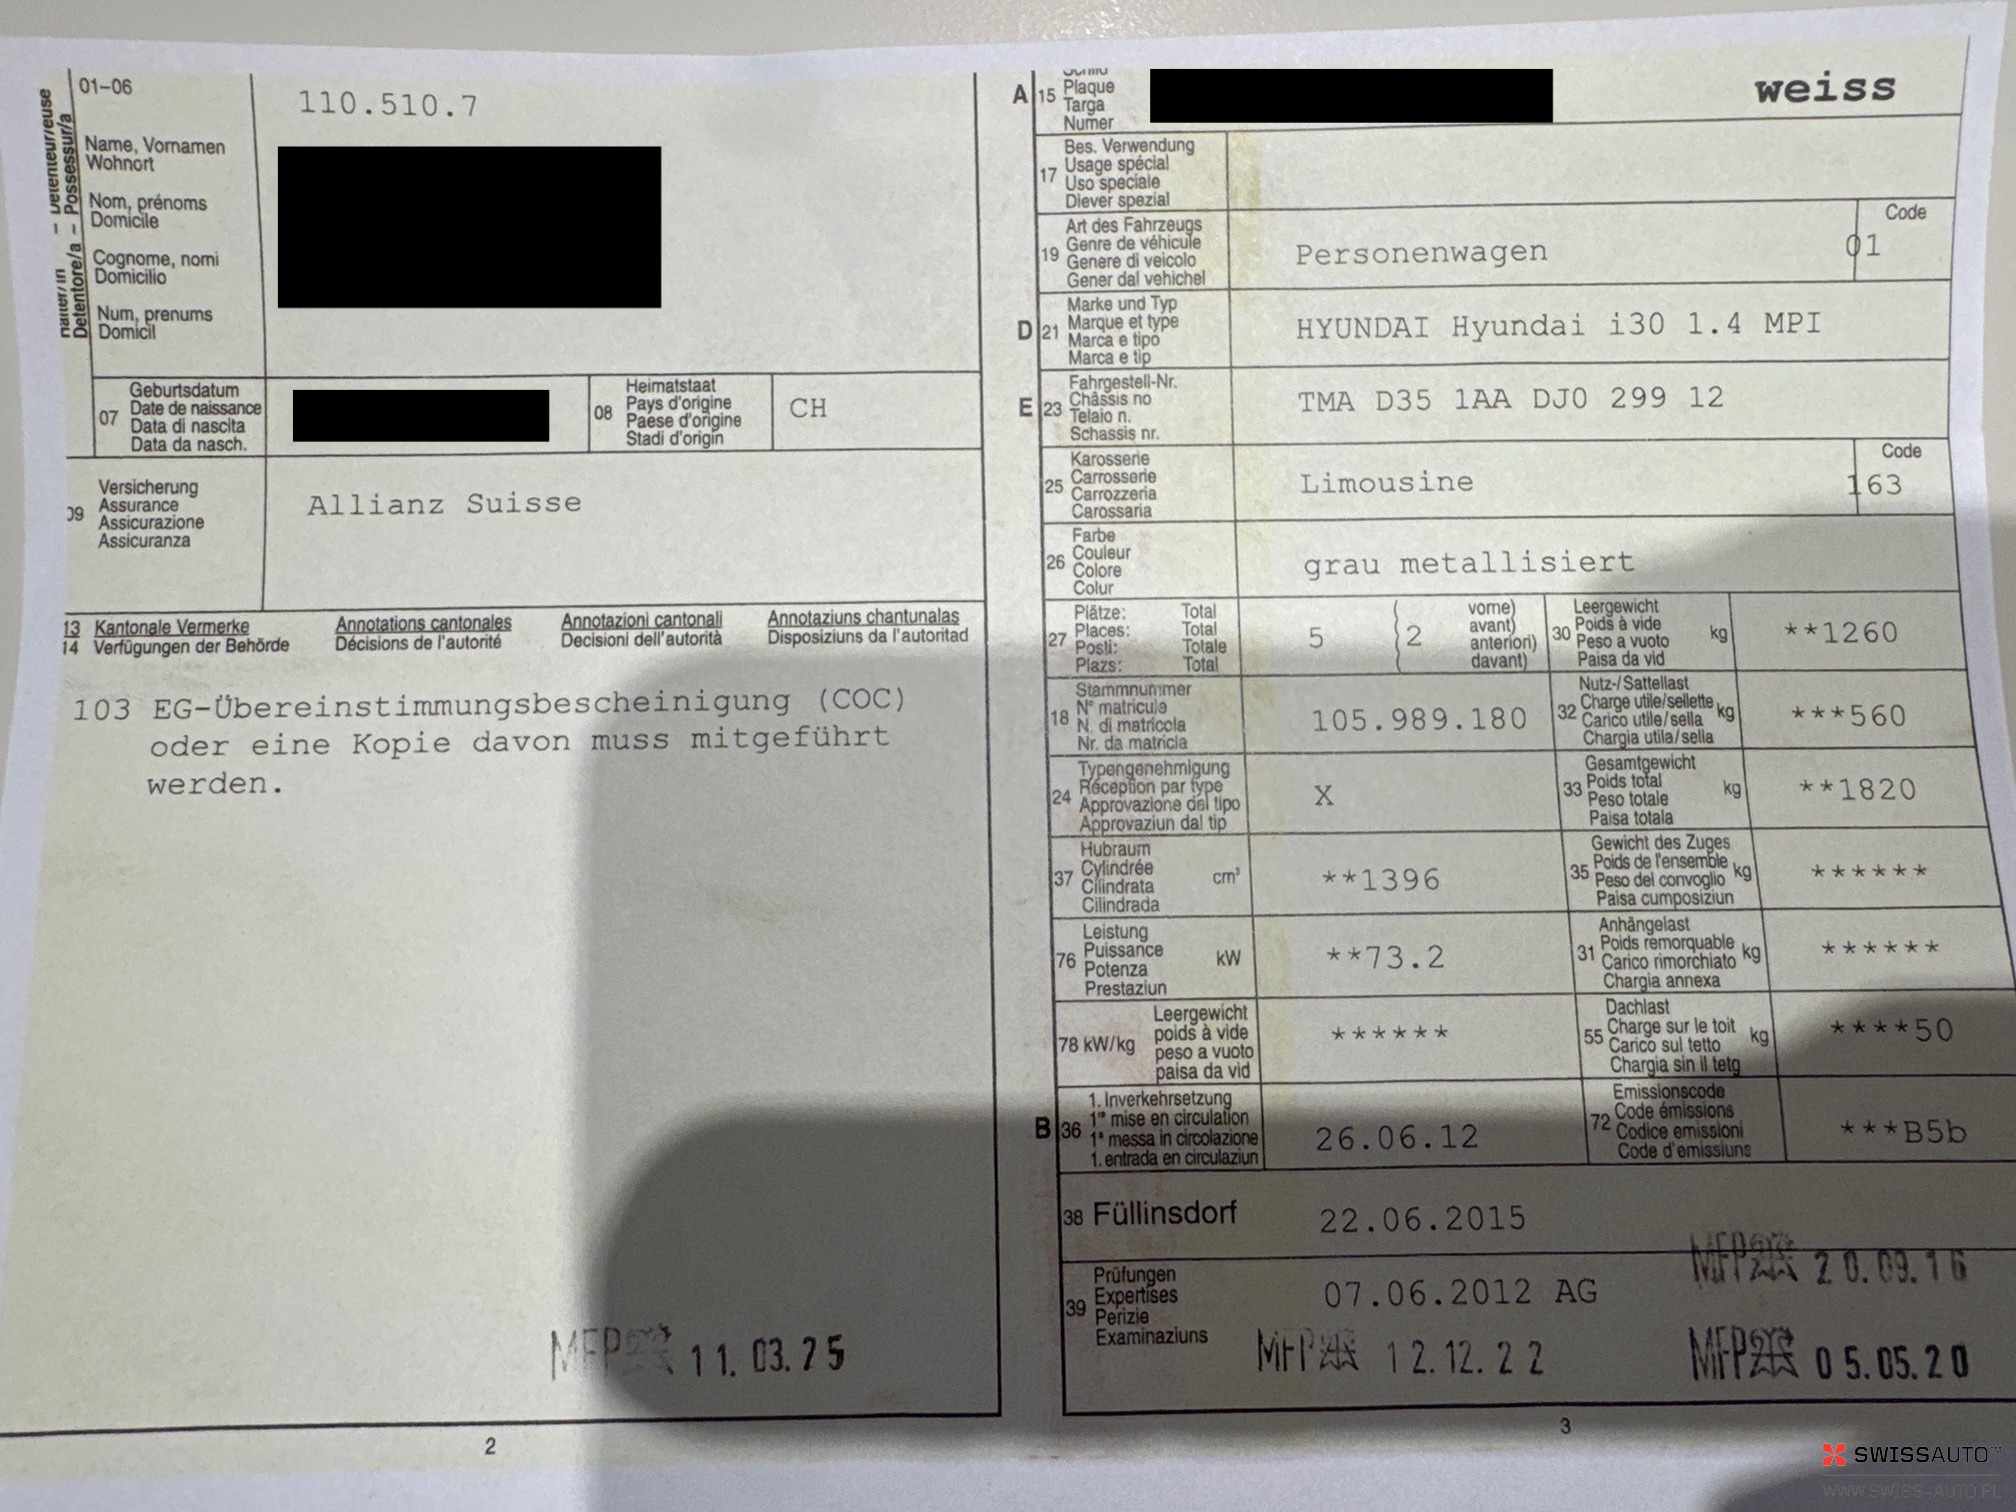 01-06
110.510.7
Name, Vornamen
Wohnort
Nom, prénoms
Domicile
Cognome, nomi
Domicilio
Num, prenums
Domicil
Detentore/a - Possessur/a
07
Geburtsdatum
Date de naissance
Data di nascita
Data da nasch.
08
Heimatstaat
Pays d'origine
Paese d'origine
Stadi d'origin
CH
09
Versicherung
Assurance
Assicurazione
Assicuranza
Allianz Suisse
13 Kantonale Vermerke Annotations cantonales Annotazioni cantonali Annotaziuns chantunalas
14 Verfügungen der Behörde Décisions de l'autorité Decisioni dell'autorità Disposiziuns da l'autoritad
103 EG-Übereinstimmungsbescheinigung (COC)
oder eine Kopie davon muss mitgeführt
werden.
11.03.25
2
A 15
Schild
Plaque
Targa
Numer
weiss
17
Bes. Verwendung
Usage spécial
Uso speciale
Diever spezial
19
Art des Fahrzeugs
Genre de véhicule
Genere di veicolo
Gener dal vehichel
Personenwagen
Code
01
D 21
Marke und Typ
Marque et type
Marca e tipo
Marca e tip
HYUNDAI Hyundai i30 1.4 MPI
E 23
Fahrgestell-Nr.
Châssis no
Telaio n.
Schassis nr.
TMA D35 1AA DJ0 299 12
25
Karosserie
Carrosserie
Carrozzeria
Carossaria
Limousine
Code
163
26
Farbe
Couleur
Colore
Colur
grau metallisiert
27
Plätze: Total
Places: Total
Posti: Totale
Plazs: Total
5
2
vorne)
avant)
anteriori)
davant)
30
Leergewicht
Poids à vide
Peso a vuoto
Paisa da vid
kg
**1260
18
Stammnummer
N° matricule
N. di matricola
Nr. da matricla
105.989.180
32
Nutz-/Sattellast
Charge utile/sellette
Carico utile/sella
Chargia utila/sella
kg
***560
24
Typengenehmigung
Réception par type
Approvazione del tipo
Approvaziun dal tip
X
33
Gesamtgewicht
Poids total
Peso totale
Paisa totala
kg
**1820
37
Hubraum
Cylindrée
Cilindrata
Cilindrada
cm³
**1396
35
Gewicht des Zuges
Poids de l'ensemble
Peso del convoglio
Paisa cumposiziun
kg
******
76
Leistung
Puissance
Potenza
Prestaziun
kW
**73.2
31
Anhängelast
Poids remorquable
Carico rimorchiato
Chargia annexa
kg
******
78 kW/kg
Leergewicht
poids à vide
peso a vuoto
paisa da vid
******
55
Dachlast
Charge sur le toit
Carico sul tetto
Chargia sin il tetg
kg
****50
B 36
1. Inverkehrsetzung
1re mise en circulation
1a messa in circolazione
1. entrada en circulaziun
26.06.12
72
Emissionscode
Code émissions
Codice emissioni
Code d'emissiuns
***B5b
38 Füllinsdorf
22.06.2015
39
Prüfungen
Expertises
Perizie
Examinaziuns
07.06.2012 AG
MFP 20.09.16
MFP 12.12.22
MFP 05.05.20
3
SWISSAUTO
WWW.SWISS-AUTO.PL